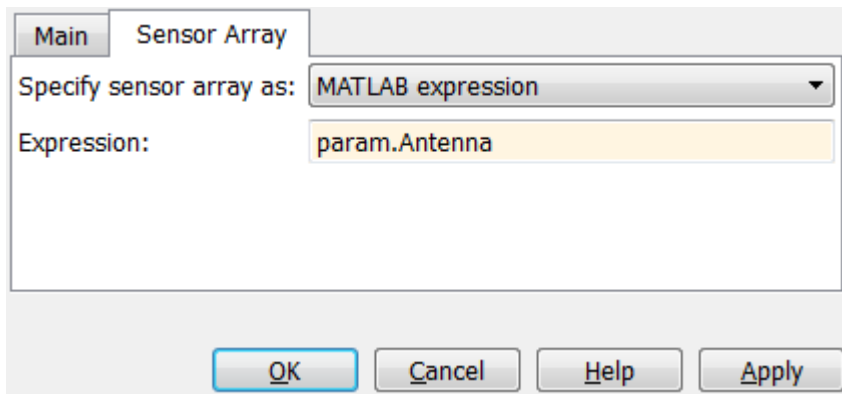 Main Sensor Array
Specify sensor array as: MATLAB expression
Expression: param.Antenna
OK Cancel Help Apply